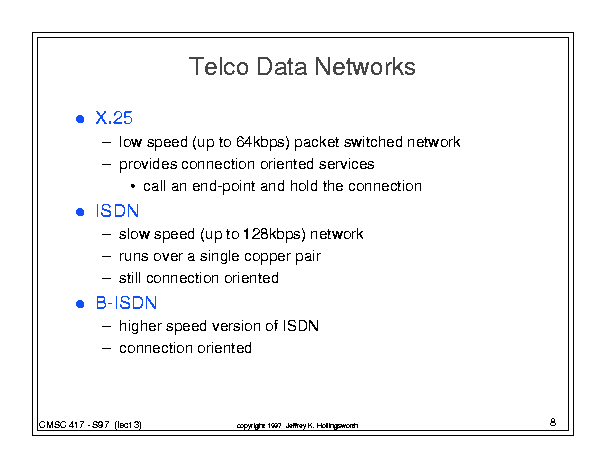 Telco Data Networks
● X.25
– low speed (up to 64kbps) packet switched network
– provides connection oriented services
• call an end-point and hold the connection
● ISDN
– slow speed (up to 128kbps) network
– runs over a single copper pair
– still connection oriented
● B-ISDN
– higher speed version of ISDN
– connection oriented
CMSC 417 - S97 (lect3)
copyright 1997 Jeffrey K. Hollingsworth
8